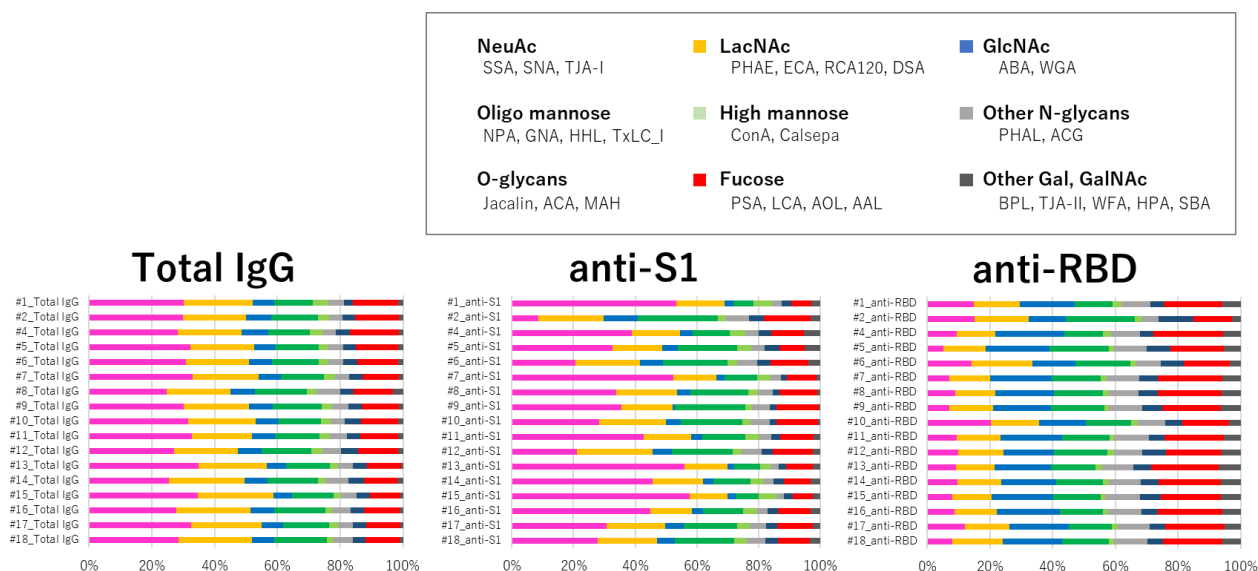 NeuAc
SSA, SNA, TJA-I
LacNAc
PHAE, ECA, RCA120, DSA
GlcNAc
ABA, WGA
Oligo mannose
NPA, GNA, HHL, TxLC_I
High mannose
ConA, Calsepa
Other N-glycans
PHAL, ACG
O-glycans
Jacalin, ACA, MAH
Fucose
PSA, LCA, AOL, AAL
Other Gal, GalNAc
BPL, TJA-II, WFA, HPA, SBA
Total IgG
#1_Total IgG
#2_Total IgG
#4_Total IgG
#5_Total IgG
#6_Total IgG
#7_Total IgG
#8_Total IgG
#9_Total IgG
#10_Total IgG
#11_Total IgG
#12_Total IgG
#13_Total IgG
#14_Total IgG
#15_Total IgG
#16_Total IgG
#17_Total IgG
#18_Total IgG
0% 20% 40% 60% 80% 100%
anti-S1
#1_anti-S1
#2_anti-S1
#4_anti-S1
#5_anti-S1
#6_anti-S1
#7_anti-S1
#8_anti-S1
#9_anti-S1
#10_anti-S1
#11_anti-S1
#12_anti-S1
#13_anti-S1
#14_anti-S1
#15_anti-S1
#16_anti-S1
#17_anti-S1
#18_anti-S1
0% 20% 40% 60% 80% 100%
anti-RBD
#1_anti-RBD
#2_anti-RBD
#4_anti-RBD
#5_anti-RBD
#6_anti-RBD
#7_anti-RBD
#8_anti-RBD
#9_anti-RBD
#10_anti-RBD
#11_anti-RBD
#12_anti-RBD
#13_anti-RBD
#14_anti-RBD
#15_anti-RBD
#16_anti-RBD
#17_anti-RBD
#18_anti-RBD
0% 20% 40% 60% 80% 100%